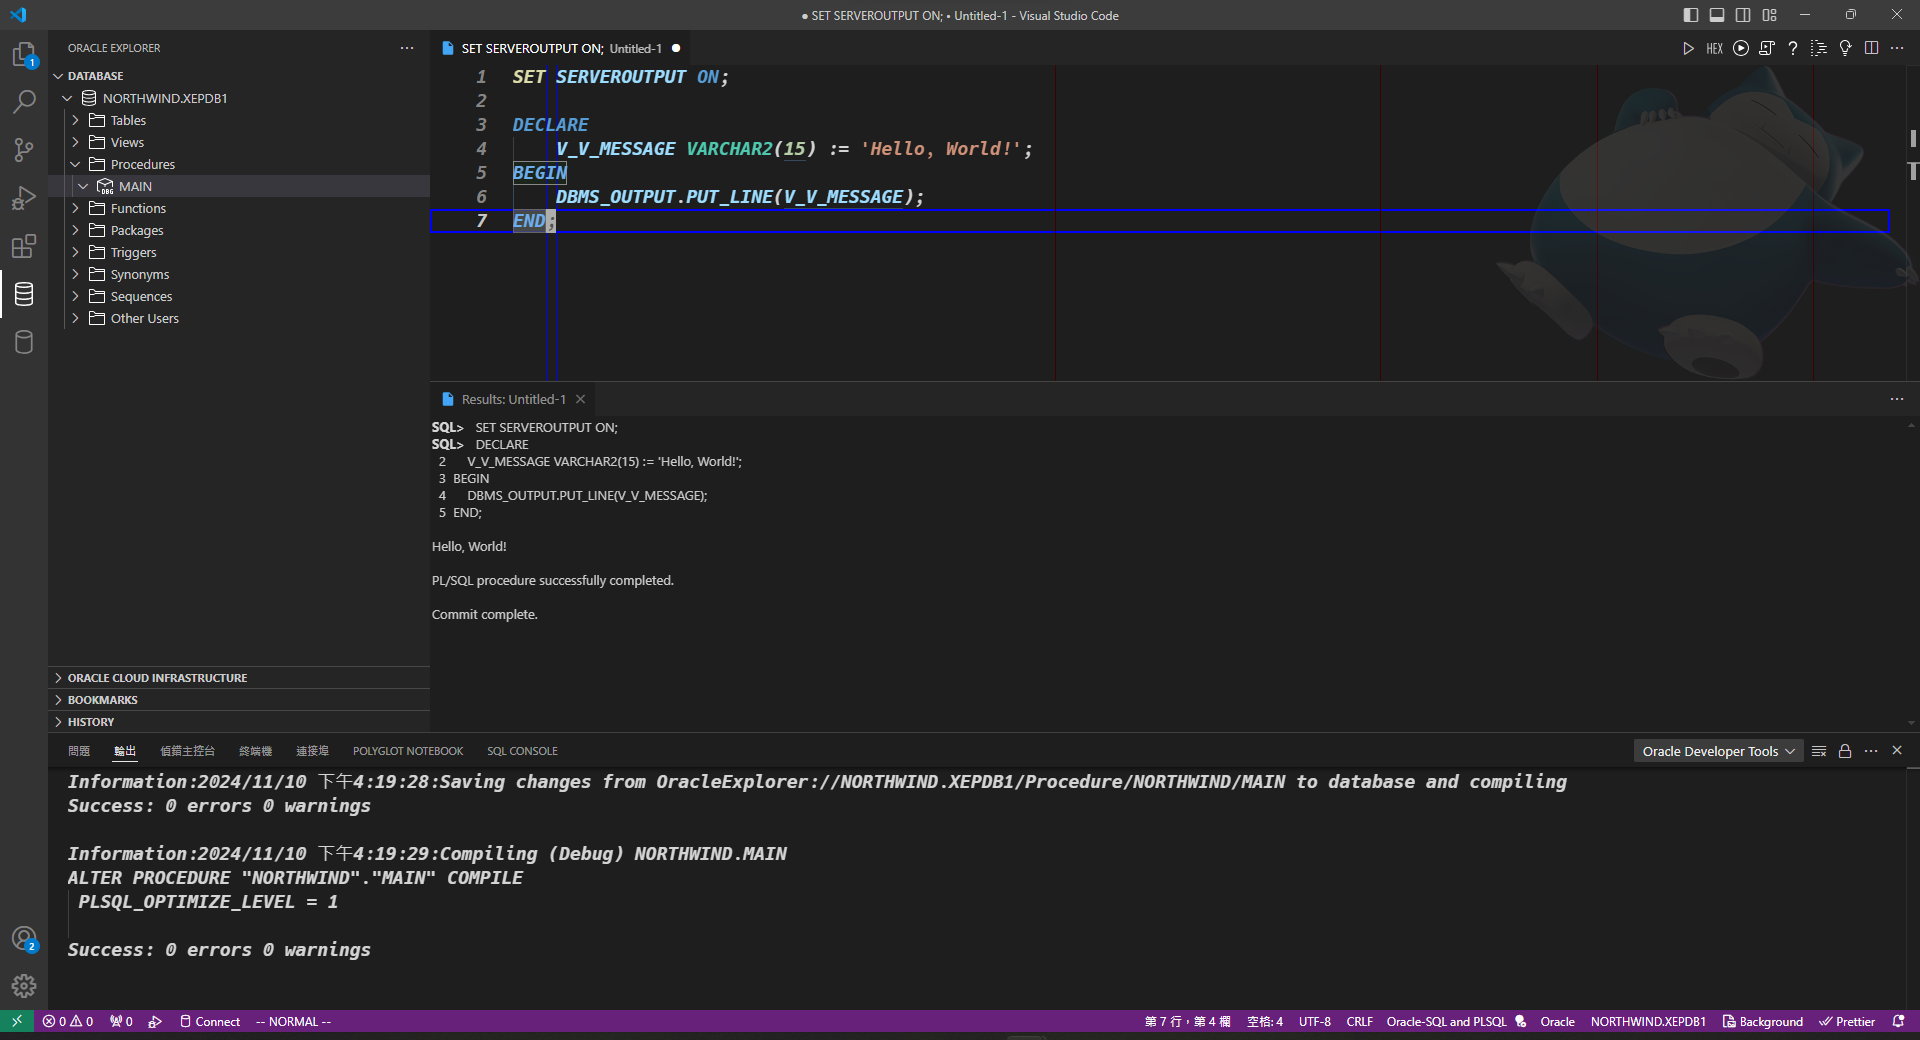 ● SET SERVEROUTPUT ON; • Untitled-1 - Visual Studio Code
ORACLE EXPLORER
DATABASE
NORTHWIND.XEPDB1
Tables
Views
Procedures
MAIN
Functions
Packages
Triggers
Synonyms
Sequences
Other Users
ORACLE CLOUD INFRASTRUCTURE
BOOKMARKS
HISTORY
1
2
SET SERVEROUTPUT ON; Untitled-1 ●
HEX
1 SET SERVEROUTPUT ON;
2
3 DECLARE
4     V_V_MESSAGE VARCHAR2(15) := 'Hello, World!';
5 BEGIN
6     DBMS_OUTPUT.PUT_LINE(V_V_MESSAGE);
7 END;
Results: Untitled-1
SQL> SET SERVEROUTPUT ON;
SQL> DECLARE
2     V_V_MESSAGE VARCHAR2(15) := 'Hello, World!';
3 BEGIN
4     DBMS_OUTPUT.PUT_LINE(V_V_MESSAGE);
5 END;
Hello, World!
PL/SQL procedure successfully completed.
Commit complete.
問題 輸出 偵錯主控台 終端機 連接埠 POLYGLOT NOTEBOOK SQL CONSOLE
Oracle Developer Tools
Information:2024/11/10 下午4:19:28:Saving changes from OracleExplorer://NORTHWIND.XEPDB1/Procedure/NORTHWIND/MAIN to database and compiling
Success: 0 errors 0 warnings
Information:2024/11/10 下午4:19:29:Compiling (Debug) NORTHWIND.MAIN
ALTER PROCEDURE "NORTHWIND"."MAIN" COMPILE
PLSQL_OPTIMIZE_LEVEL = 1
Success: 0 errors 0 warnings
0 0 0 Connect -- NORMAL -- 第 7 行，第 4 欄 空格: 4 UTF-8 CRLF Oracle-SQL and PLSQL Oracle NORTHWIND.XEPDB1 Background Prettier